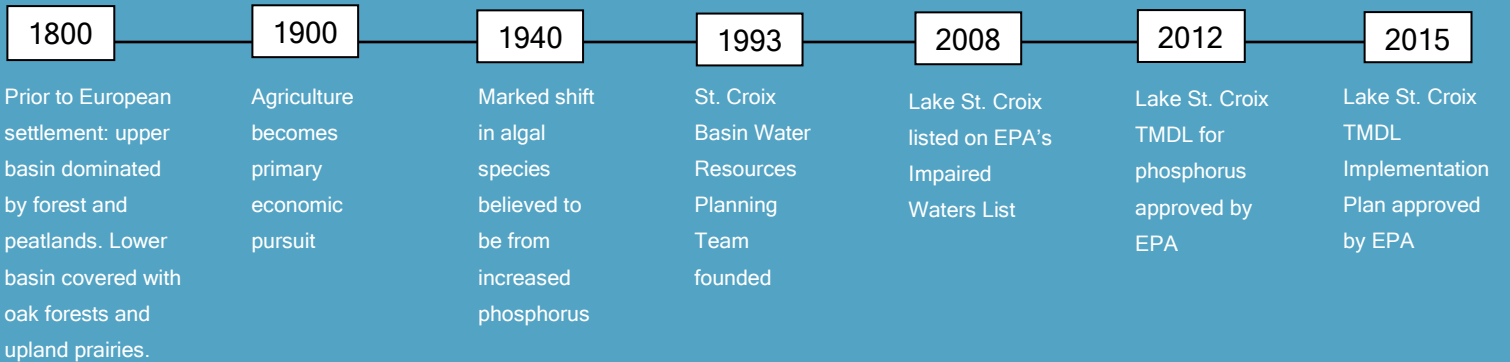 1800
Prior to European
settlement: upper
basin dominated
by forest and
peatlands. Lower
basin covered with
oak forests and
upland prairies.
1900
Agriculture
becomes
primary
economic
pursuit
1940
Marked shift
in algal
species
believed to
be from
increased
phosphorus
1993
St. Croix
Basin Water
Resources
Planning
Team
founded
2008
Lake St. Croix
listed on EPA’s
Impaired
Waters List
2012
Lake St. Croix
TMDL for
phosphorus
approved by
EPA
2015
Lake St. Croix
TMDL
Implementation
Plan approved
by EPA